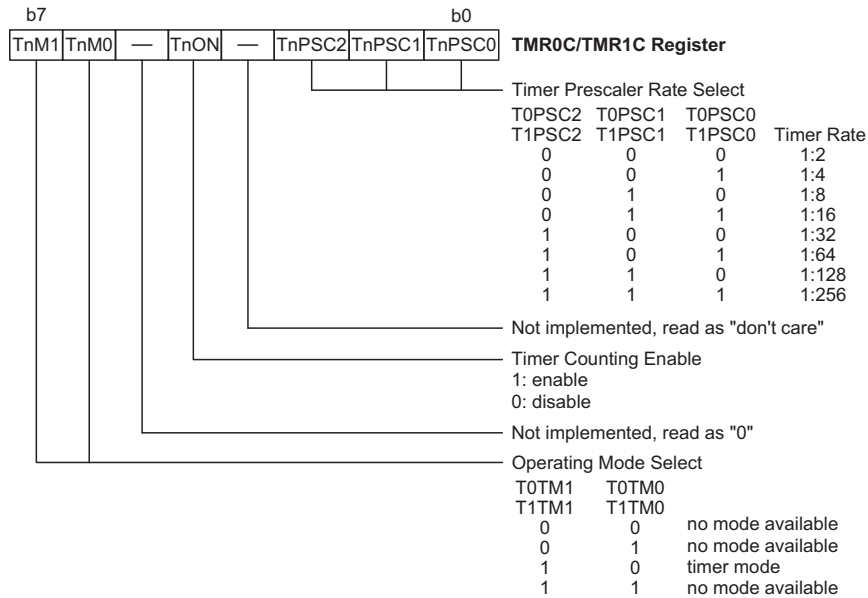 b7 b0
TnM1 TnM0 — TnON — TnPSC2 TnPSC1 TnPSC0 TMR0C/TMR1C Register
Timer Prescaler Rate Select
T0PSC2 T0PSC1 T0PSC0
T1PSC2 T1PSC1 T1PSC0 Timer Rate
0 0 0 1:2
0 0 1 1:4
0 1 0 1:8
0 1 1 1:16
1 0 0 1:32
1 0 1 1:64
1 1 0 1:128
1 1 1 1:256
Not implemented, read as "don't care"
Timer Counting Enable
1: enable
0: disable
Not implemented, read as "0"
Operating Mode Select
T0TM1 T0TM0
T1TM1 T1TM0
0 0 no mode available
0 1 no mode available
1 0 timer mode
1 1 no mode available